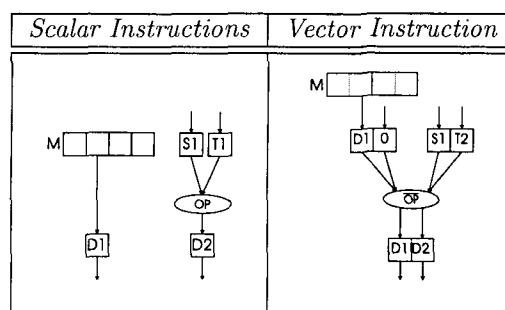 Scalar Instructions Vector Instruction
M
D1 0 S1 T2
M S1 T1
OP OP
D1 D2 D1 D2